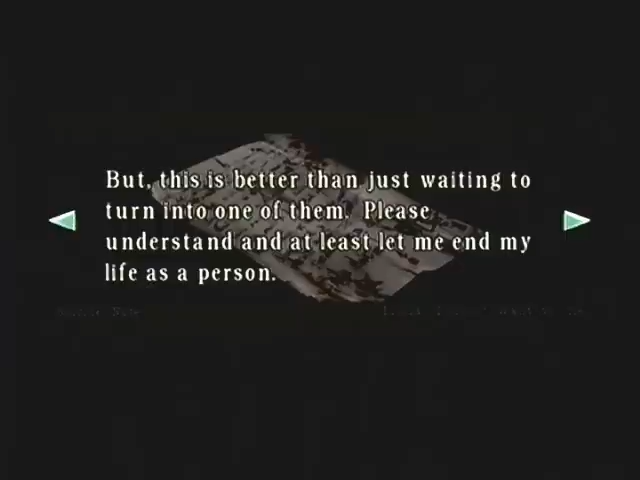 But, this is better than just waiting to
turn into one of them. Please
understand and at least let me end my
life as a person.